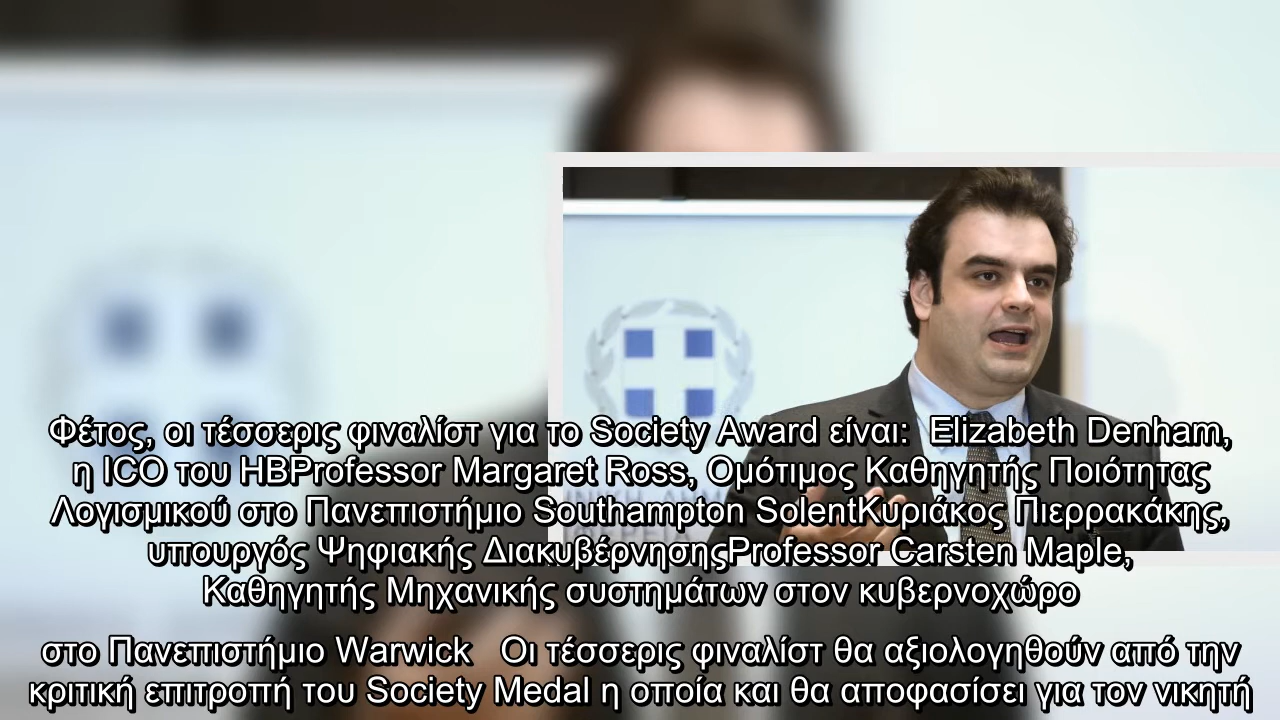 Φέτος, οι τέσσερις φιναλίστ για το Society Award είναι:  Elizabeth Denham,
η ICO του ΗΒProfessor Margaret Ross, Ομότιμος Καθηγητής Ποιότητας
Λογισμικού στο Πανεπιστήμιο Southampton SolentΚυριάκος Πιερρακάκης,
υπουργός Ψηφιακής ΔιακυβέρνησηςProfessor Carsten Maple,
Καθηγητής Μηχανικής συστημάτων στον κυβερνοχώρο
στο Πανεπιστήμιο Warwick   Οι τέσσερις φιναλίστ θα αξιολογηθούν από την
κριτική επιτροπή του Society Medal η οποία και θα αποφασίσει για τον νικητή